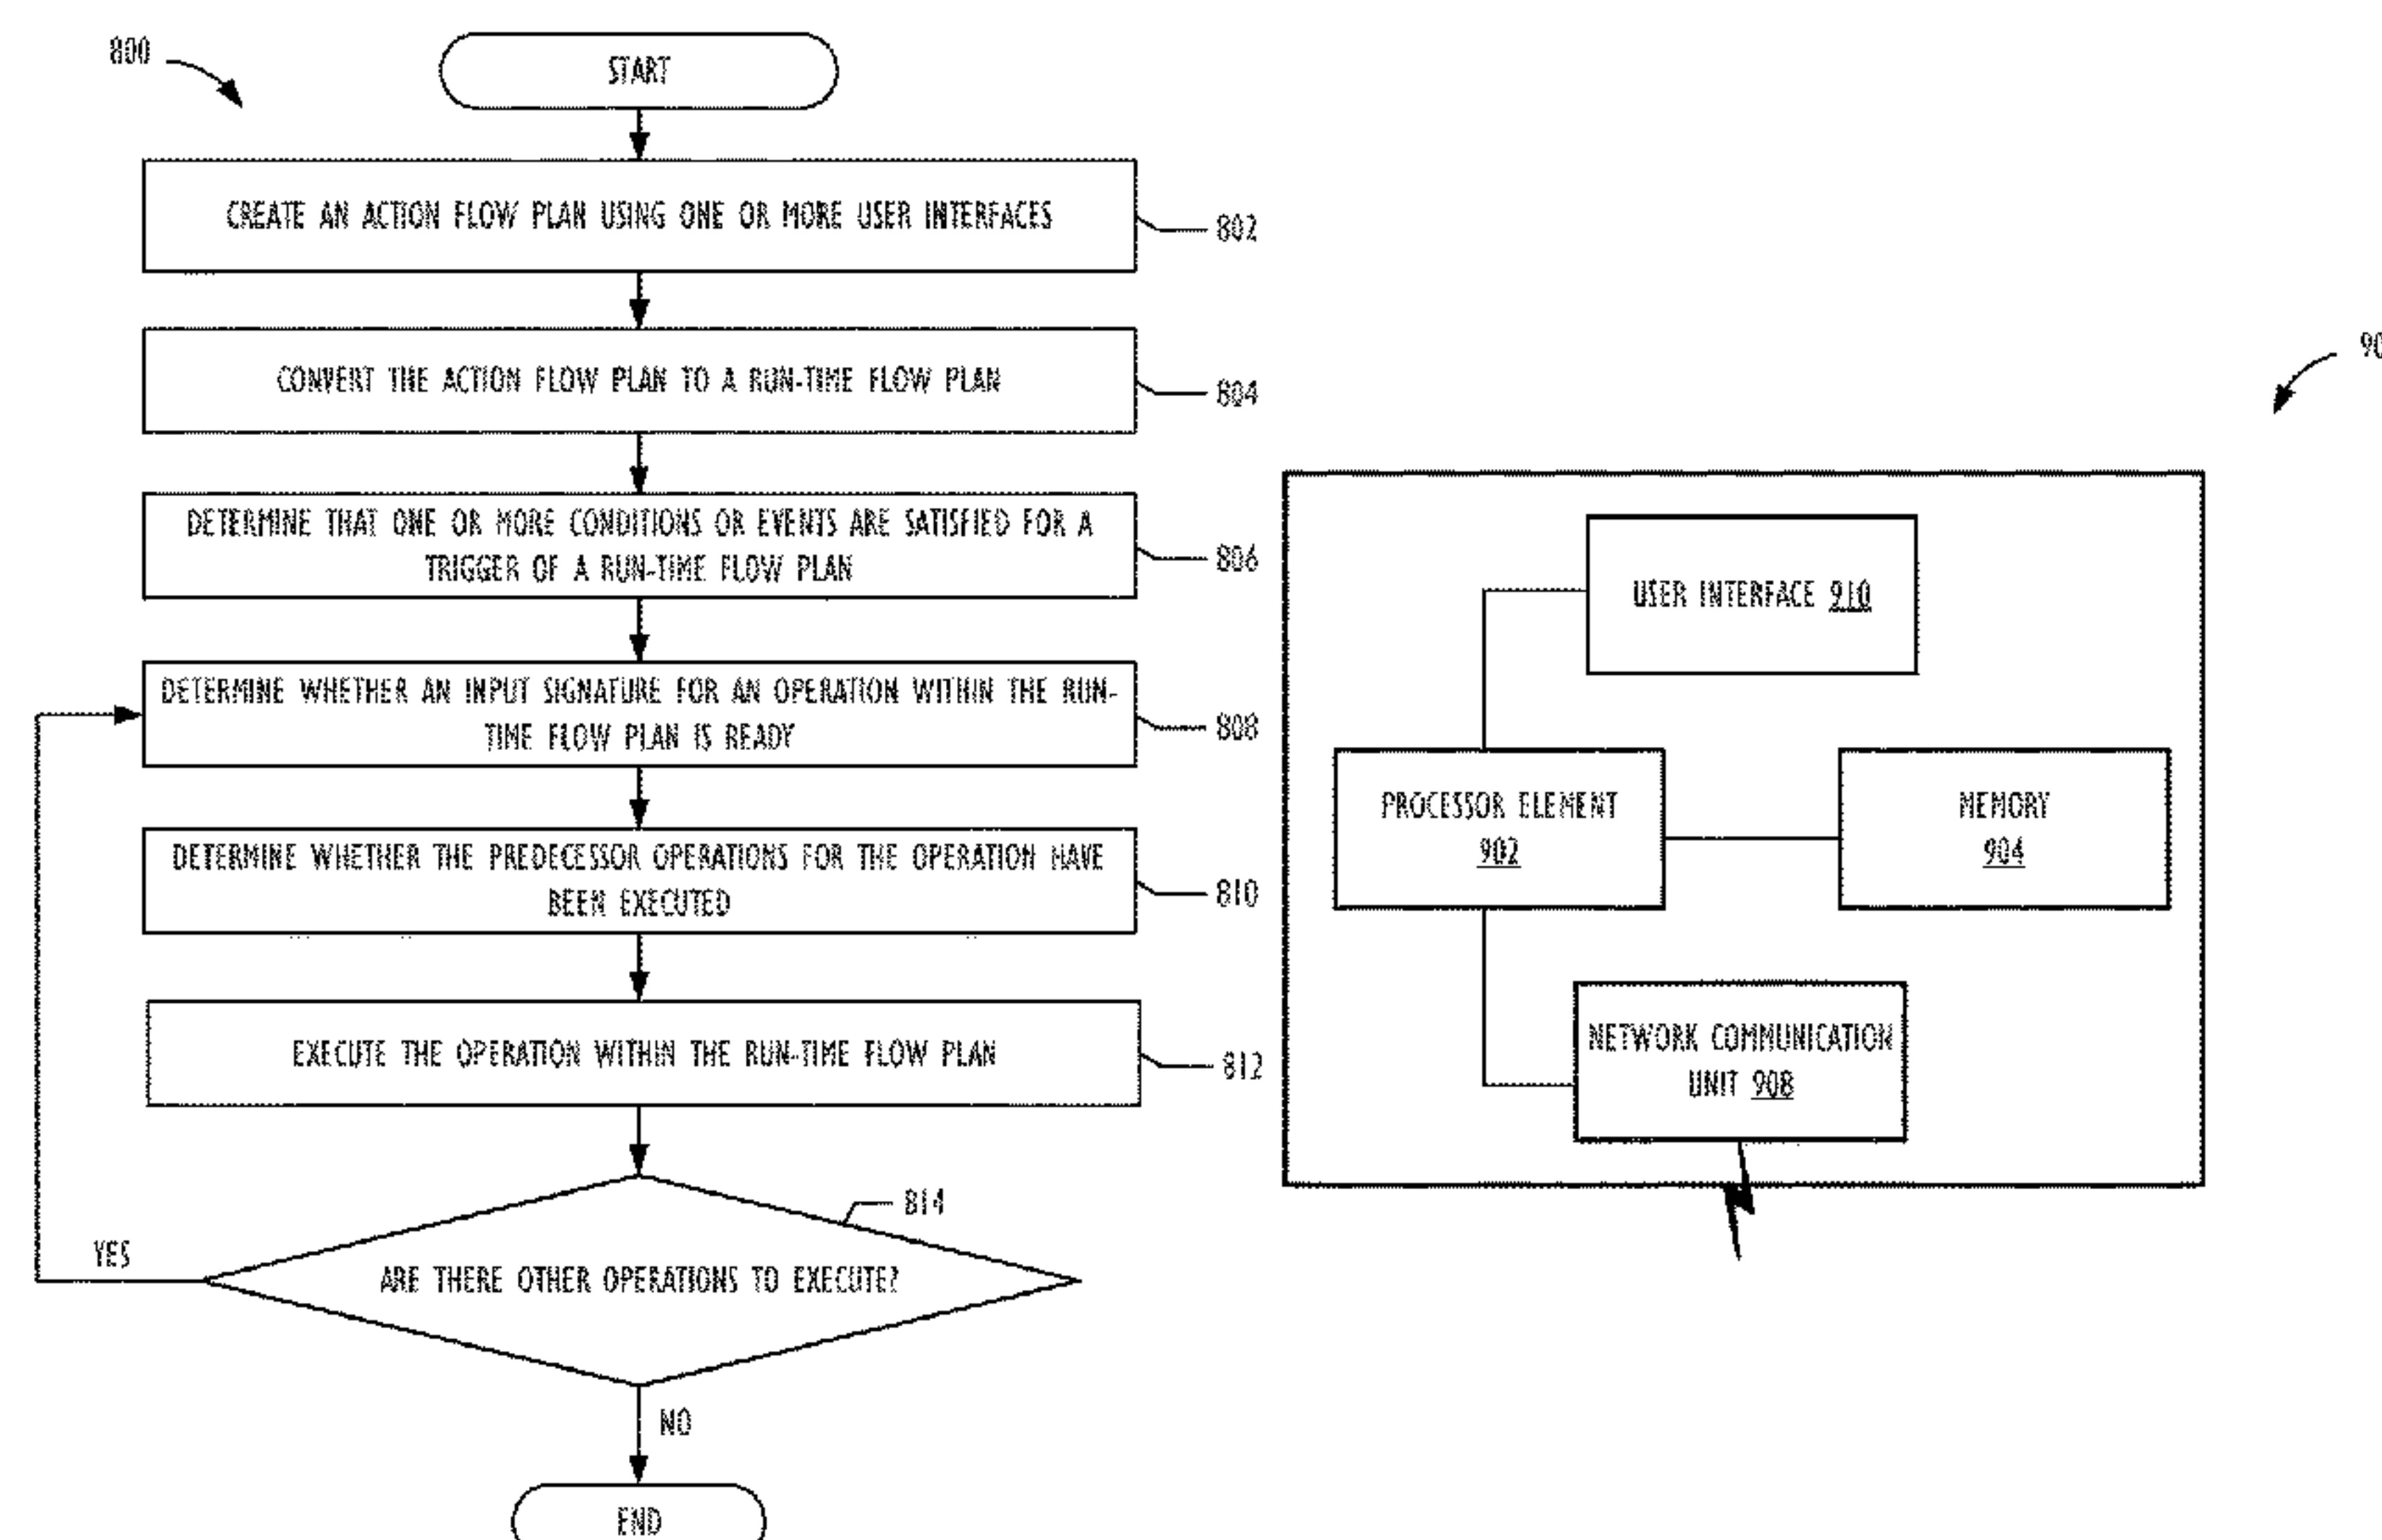 800
START
CREATE AN ACTION FLOW PLAN USING ONE OR MORE USER INTERFACES
802
CONVERT THE ACTION FLOW PLAN TO A RUN-TIME FLOW PLAN
804
DETERMINE THAT ONE OR MORE CONDITIONS OR EVENTS ARE SATISFIED FOR A
TRIGGER OF A RUN-TIME FLOW PLAN
806
DETERMINE WHETHER AN INPUT SIGNATURE FOR AN OPERATION WITHIN THE RUN-
TIME FLOW PLAN IS READY
808
DETERMINE WHETHER THE PREDECESSOR OPERATIONS FOR THE OPERATION HAVE
BEEN EXECUTED
810
EXECUTE THE OPERATION WITHIN THE RUN-TIME FLOW PLAN
812
814
ARE THERE OTHER OPERATIONS TO EXECUTE?
YES
NO
END
USER INTERFACE 910
PROCESSOR ELEMENT
902
MEMORY
904
NETWORK COMMUNICATION
UNIT 908